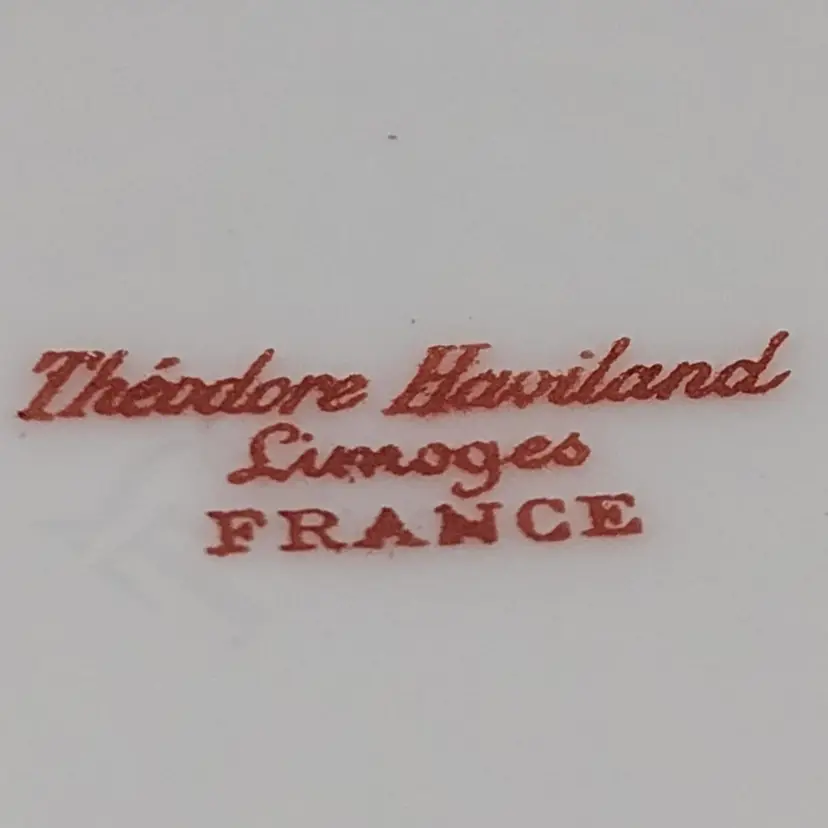 Théodore Haviland
Limoges
FRANCE